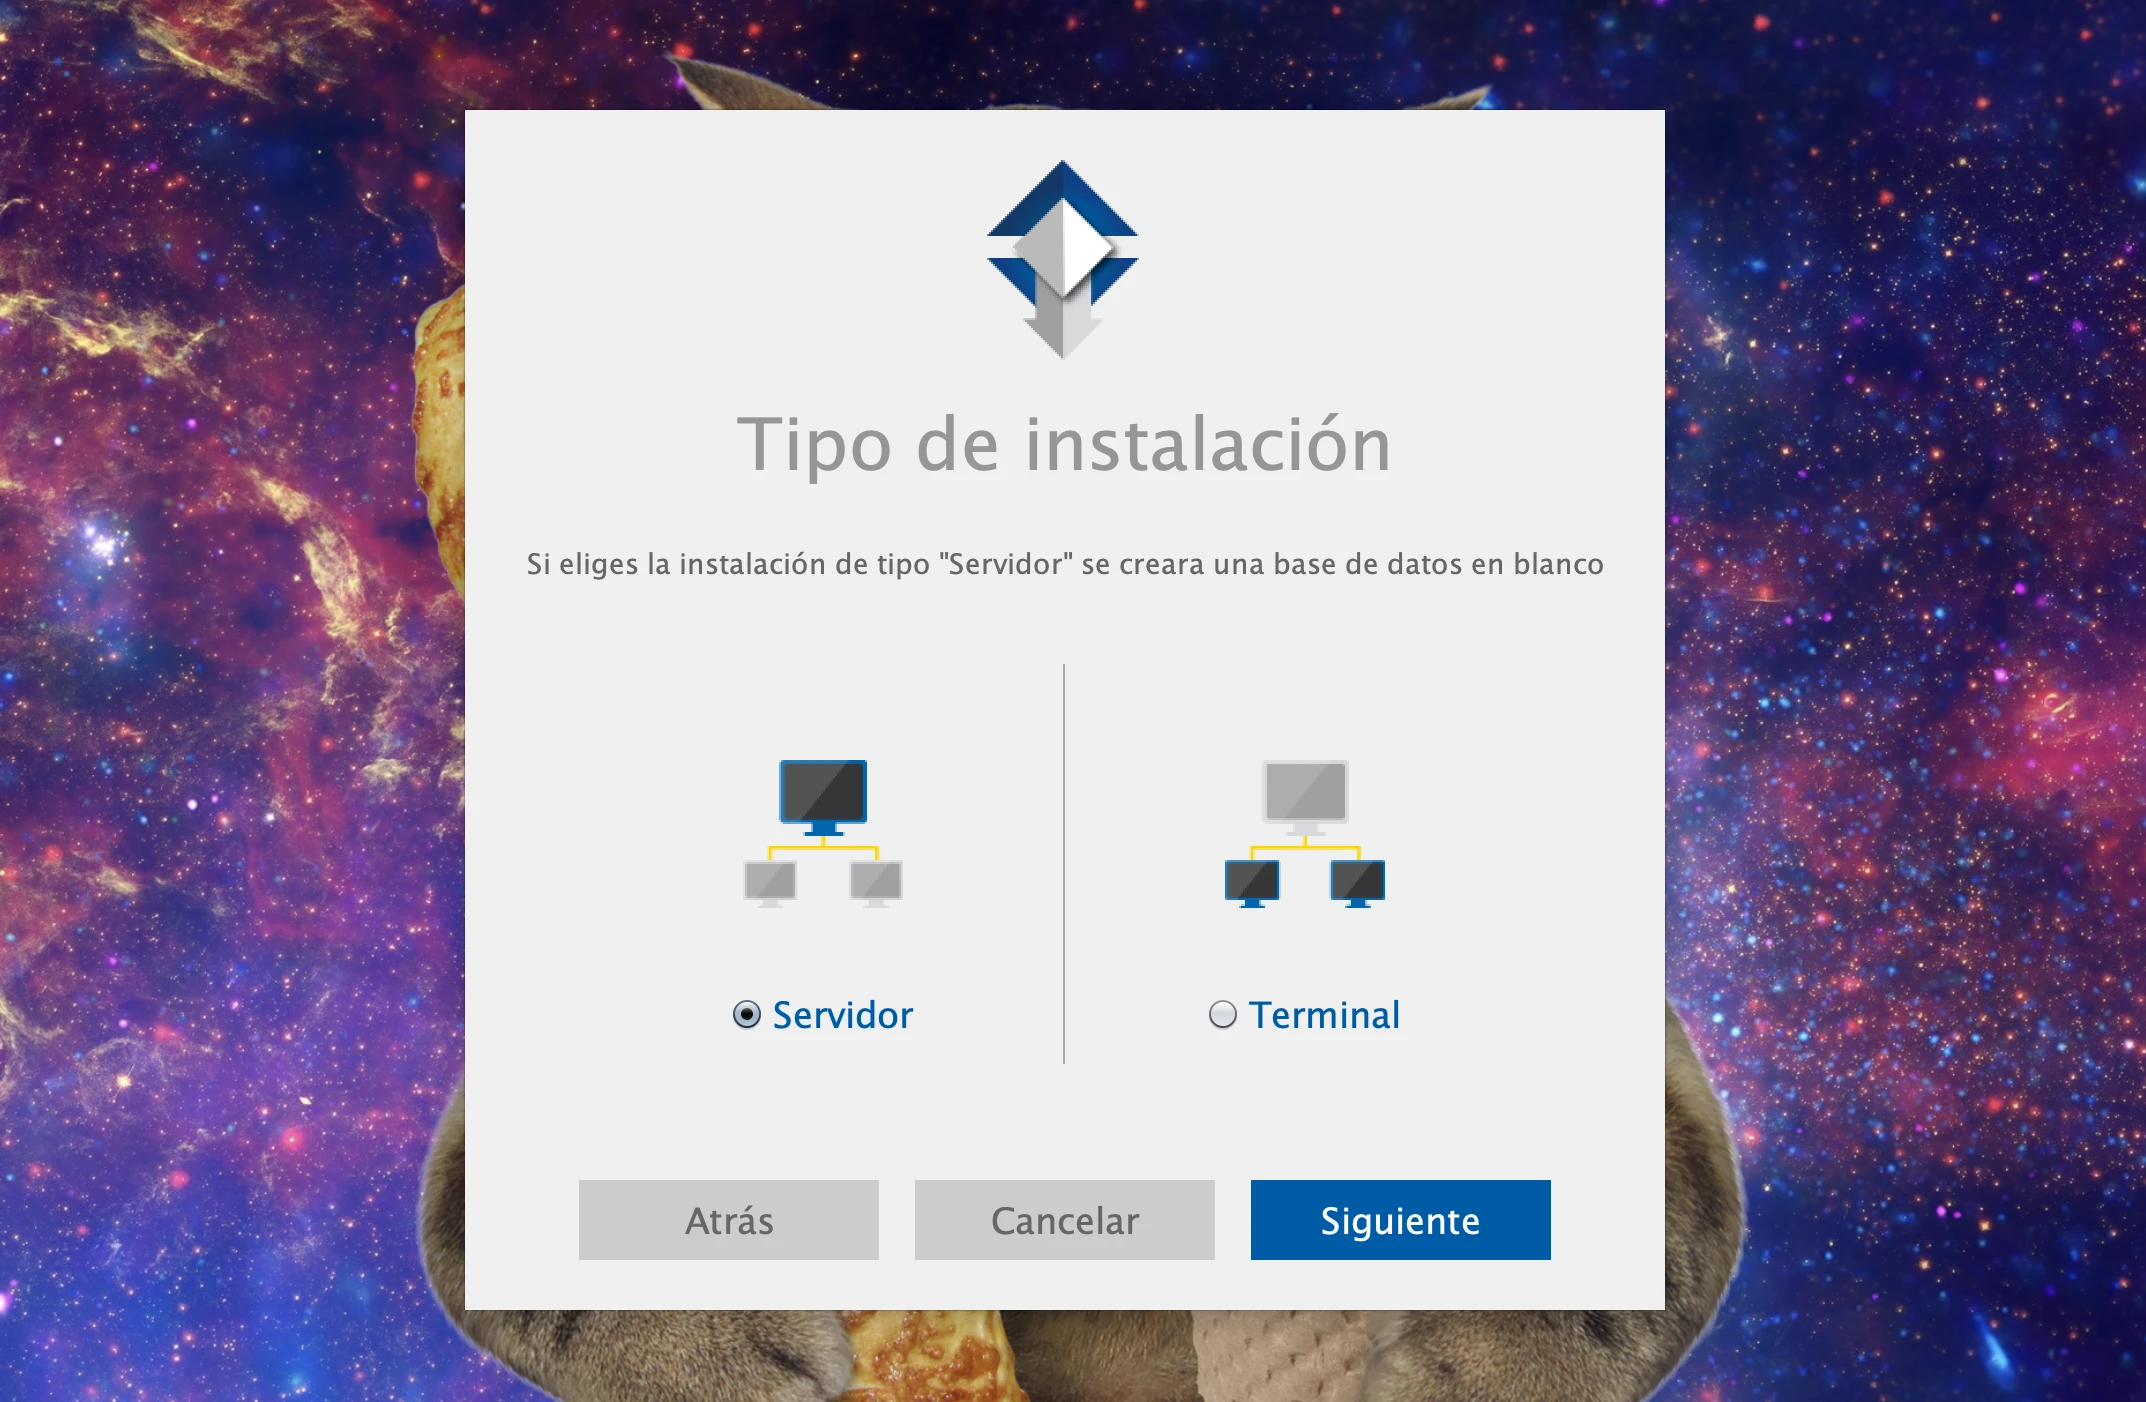 Tipo de instalación
Si eliges la instalación de tipo "Servidor" se creara una base de datos en blanco
Servidor
Terminal
Atrás
Cancelar
Siguiente